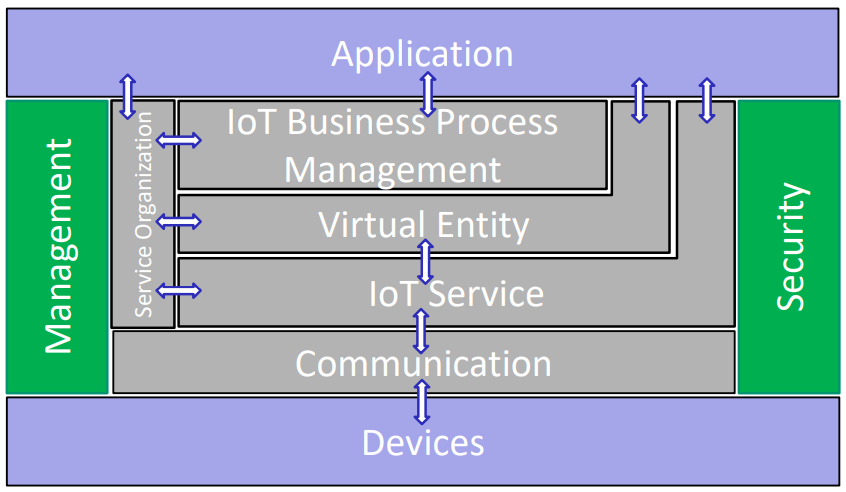 Application
Management
Service Organization
IoT Business Process
Management
Virtual Entity
IoT Service
Communication
Security
Devices